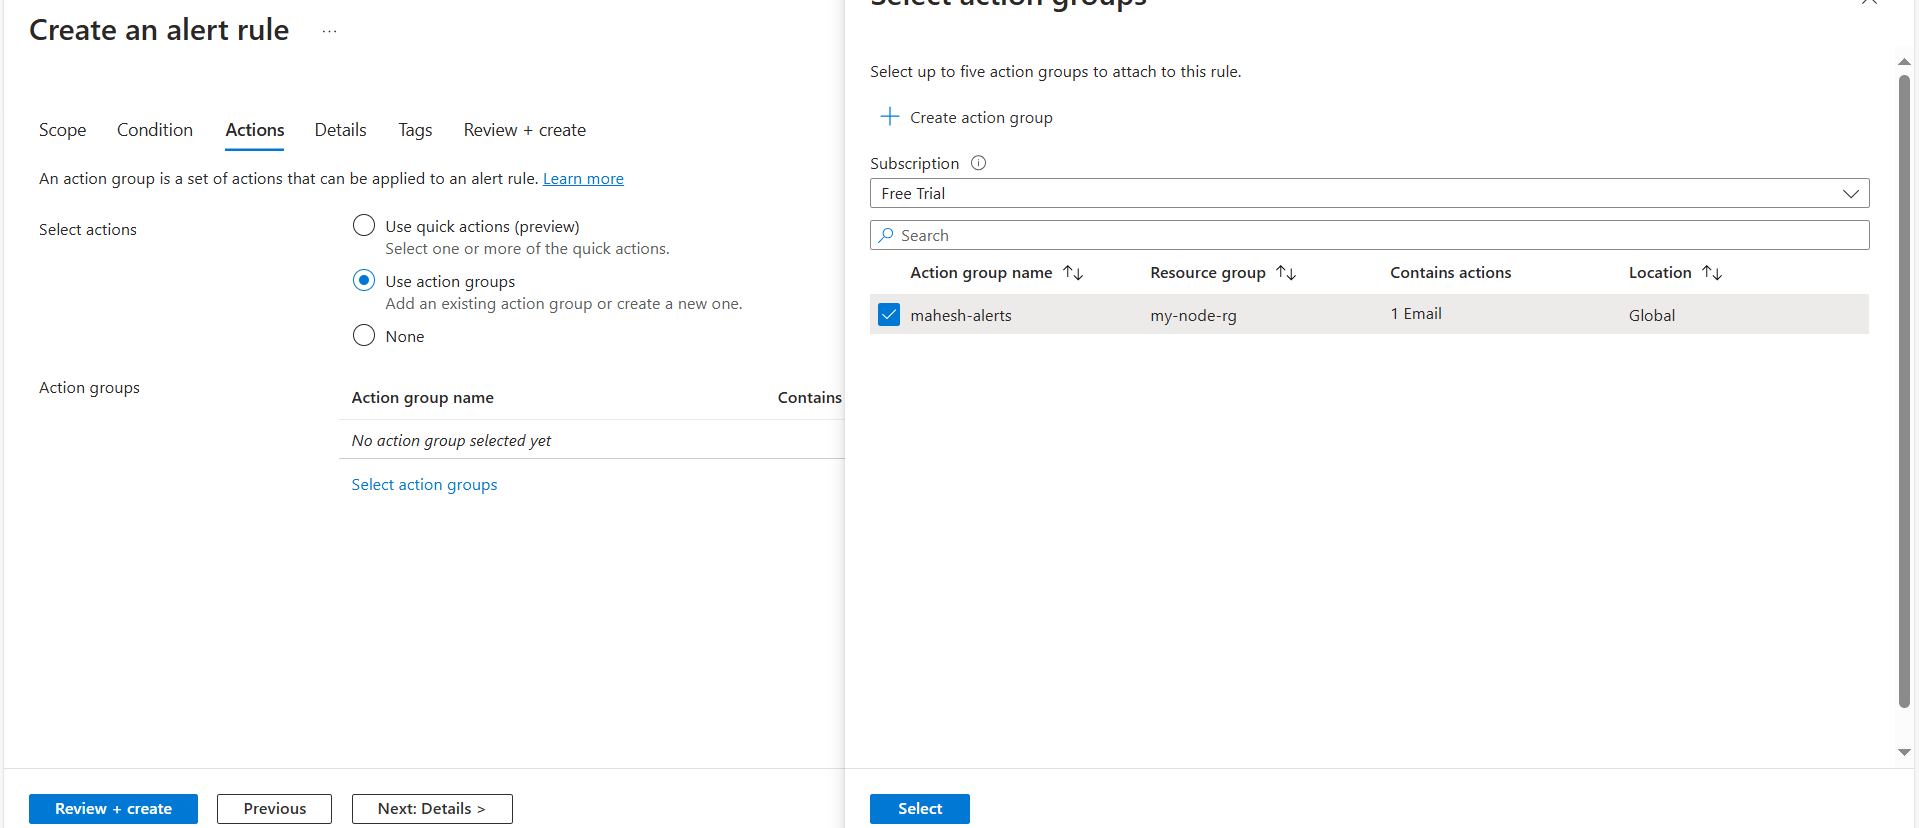 Create an alert rule ...
Scope Condition Actions Details Tags Review + create
An action group is a set of actions that can be applied to an alert rule. Learn more
Select actions
Use quick actions (preview)
Select one or more of the quick actions.
Use action groups
Add an existing action group or create a new one.
None
Action groups
Action group name Contains
No action group selected yet
Select action groups
Review + create Previous Next: Details >
Select action groups
Select up to five action groups to attach to this rule.
Create action group
Subscription
Free Trial
Search
Action group name Resource group Contains actions Location
mahesh-alerts my-node-rg 1 Email Global
Select